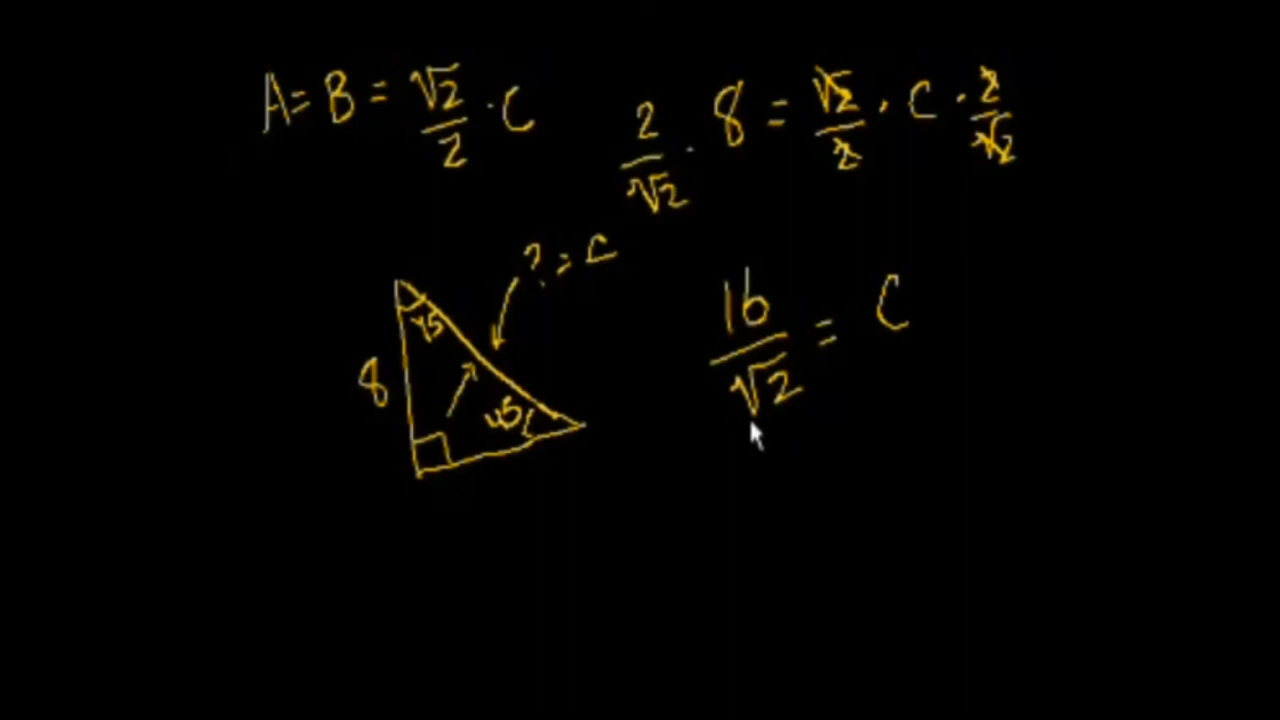 A = B = √2/2 · C
2/√2 · 8 = √2/2 · C · 2/√2
? = C
45
8
45
16/√2 = C